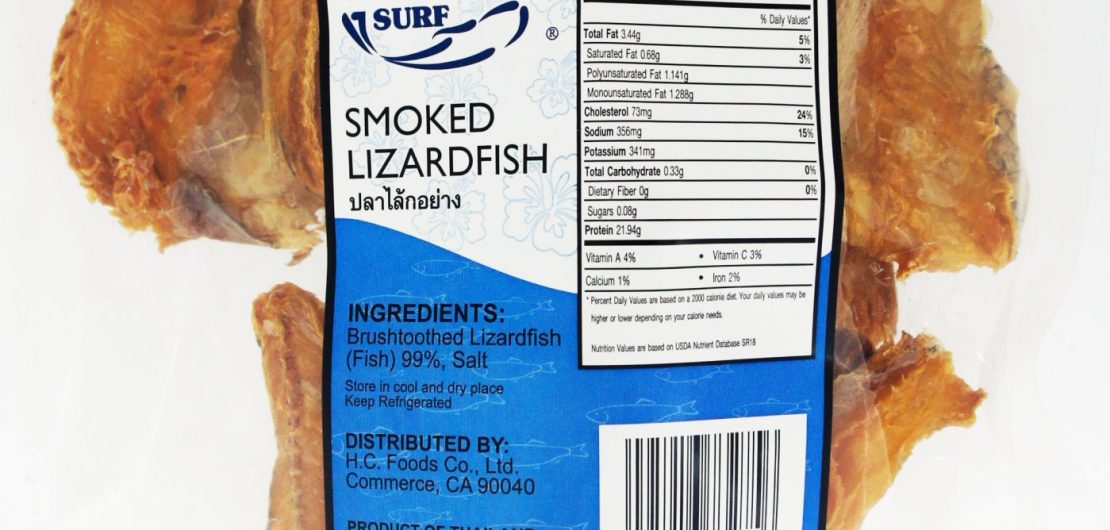 SURF
®
SMOKED
LIZARDFISH
ปลาไล้กอย่าง
INGREDIENTS:
Brushtoothed Lizardfish
(Fish) 99%, Salt
Store in cool and dry place
Keep Refrigerated
DISTRIBUTED BY:
H.C. Foods Co., Ltd.
Commerce, CA 90040
PRODUCT OF THAILAND
% Daily Values*
Total Fat 3.44g 5%
Saturated Fat 0.68g 3%
Polyunsaturated Fat 1.141g
Monounsaturated Fat 1.288g
Cholesterol 73mg 24%
Sodium 356mg 15%
Potassium 341mg
Total Carbohydrate 0.33g 0%
Dietary Fiber 0g 0%
Sugars 0.08g
Protein 21.94g
Vitamin A 4% • Vitamin C 3%
Calcium 1% • Iron 2%
* Percent Daily Values are based on a 2000 calorie diet. Your daily values may be
higher or lower depending on your calorie needs.
Nutrition Values are based on USDA Nutrient Database SR18